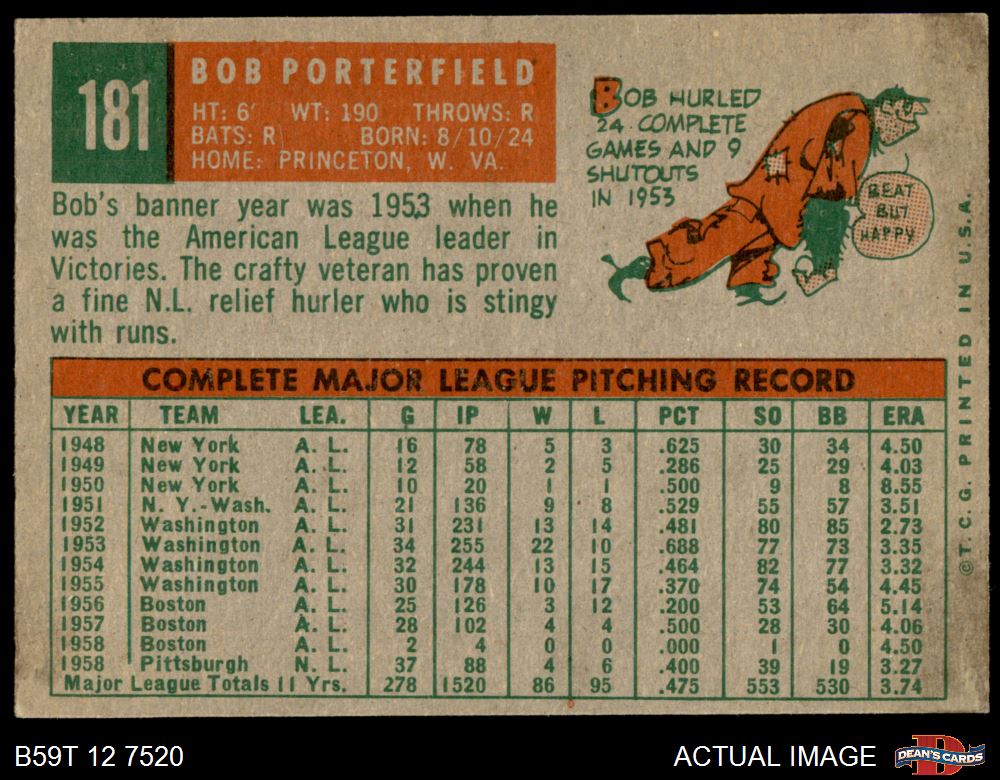 181
BOB PORTERFIELD
HT: 6' WT: 190 THROWS: R
BATS: R BORN: 8/10/24
HOME: PRINCETON, W. VA.
BOB HURLED
24 COMPLETE
GAMES AND 9
SHUTOUTS
IN 1953
BEAT
BUT
HAPPY
Bob's banner year was 1953 when he
was the American League leader in
Victories. The crafty veteran has proven
a fine N.L. relief hurler who is stingy
with runs.
COMPLETE MAJOR LEAGUE PITCHING RECORD
YEAR TEAM LEA. G IP W L PCT SO BB ERA
1948 New York A. L. 16 78 5 3 .625 30 34 4.50
1949 New York A. L. 12 58 2 5 .286 25 29 4.03
1950 New York A. L. 10 20 1 1 .500 9 8 8.55
1951 N. Y.-Wash. A. L. 21 136 9 8 .529 55 57 3.51
1952 Washington A. L. 31 231 13 14 .481 80 85 2.73
1953 Washington A. L. 34 255 22 10 .688 77 73 3.35
1954 Washington A. L. 32 244 13 15 .464 82 77 3.32
1955 Washington A. L. 30 178 10 17 .370 74 54 4.45
1956 Boston A. L. 25 126 3 12 .200 53 64 5.14
1957 Boston A. L. 28 102 4 4 .500 28 30 4.06
1958 Boston A. L. 2 4 0 0 .000 1 0 4.50
1958 Pittsburgh N. L. 37 88 4 6 .400 39 19 3.27
Major League Totals 11 Yrs. 278 1520 86 95 .475 553 530 3.74
©T. C. G. PRINTED IN U.S.A.
B59T 12 7520
ACTUAL IMAGE
DEAN'S CARDS